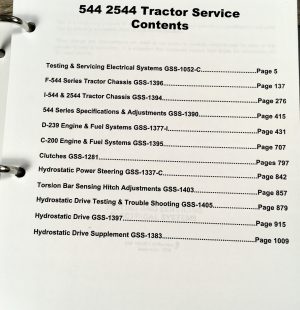 544 2544 Tractor Service
Contents
Testing & Servicing Electrical Systems GSS-1052-C..................Page 5
F-544 Series Tractor Chassis GSS-1396..................Page 137
I-544 & 2544 Tractor Chassis GSS-1394..................Page 276
544 Series Specifications & Adjustments GSS-1390..................Page 415
D-239 Engine & Fuel Systems GSS-1377-I..................Page 431
C-200 Engine & Fuel Systems GSS-1395..................Page 707
Clutches GSS-1281..................Pages 797
Hydrostatic Power Steering GSS-1337-C..................Page 842
Torsion Bar Sensing Hitch Adjustments GSS-1403..................Page 857
Hydrostatic Drive Testing & Trouble Shooting GSS-1405..................Page 879
Hydrostatic Drive GSS-1397..................Page 915
Hydrostatic Drive Supplement GSS-1383..................Page 1009